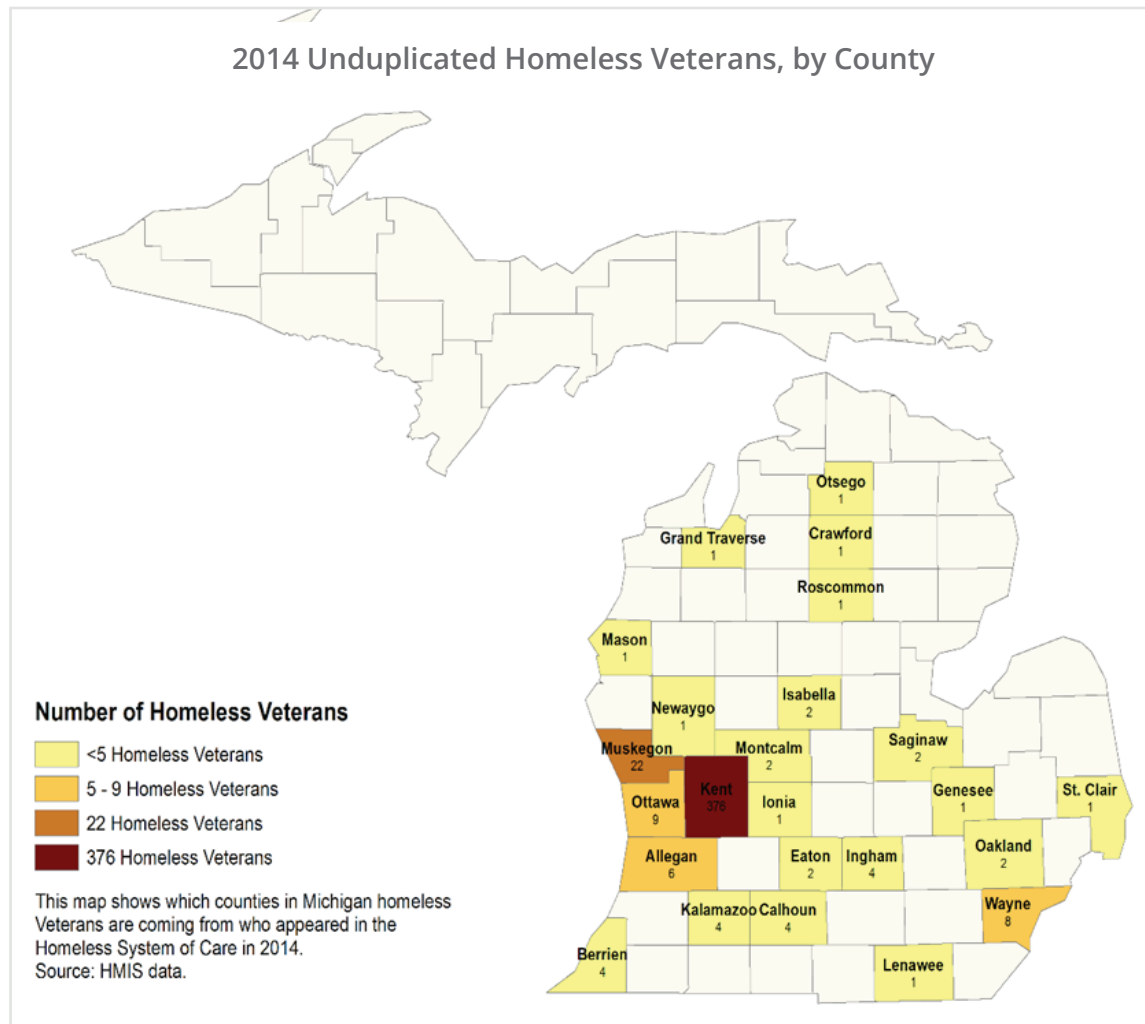 2014 Unduplicated Homeless Veterans, by County
Otsego
1
Grand Traverse
1
Crawford
1
Roscommon
1
Mason
1
Isabella
2
Newaygo
1
Muskegon
22
Montcalm
2
Saginaw
2
Kent
376
Ottawa
9
Ionia
1
Genesee
1
St. Clair
1
Oakland
2
Allegan
6
Eaton
2
Ingham
4
Wayne
8
Kalamazoo
4
Calhoun
4
Berrien
4
Lenawee
1
Number of Homeless Veterans
<5 Homeless Veterans
5 - 9 Homeless Veterans
22 Homeless Veterans
376 Homeless Veterans
This map shows which counties in Michigan homeless
Veterans are coming from who appeared in the
Homeless System of Care in 2014.
Source: HMIS data.